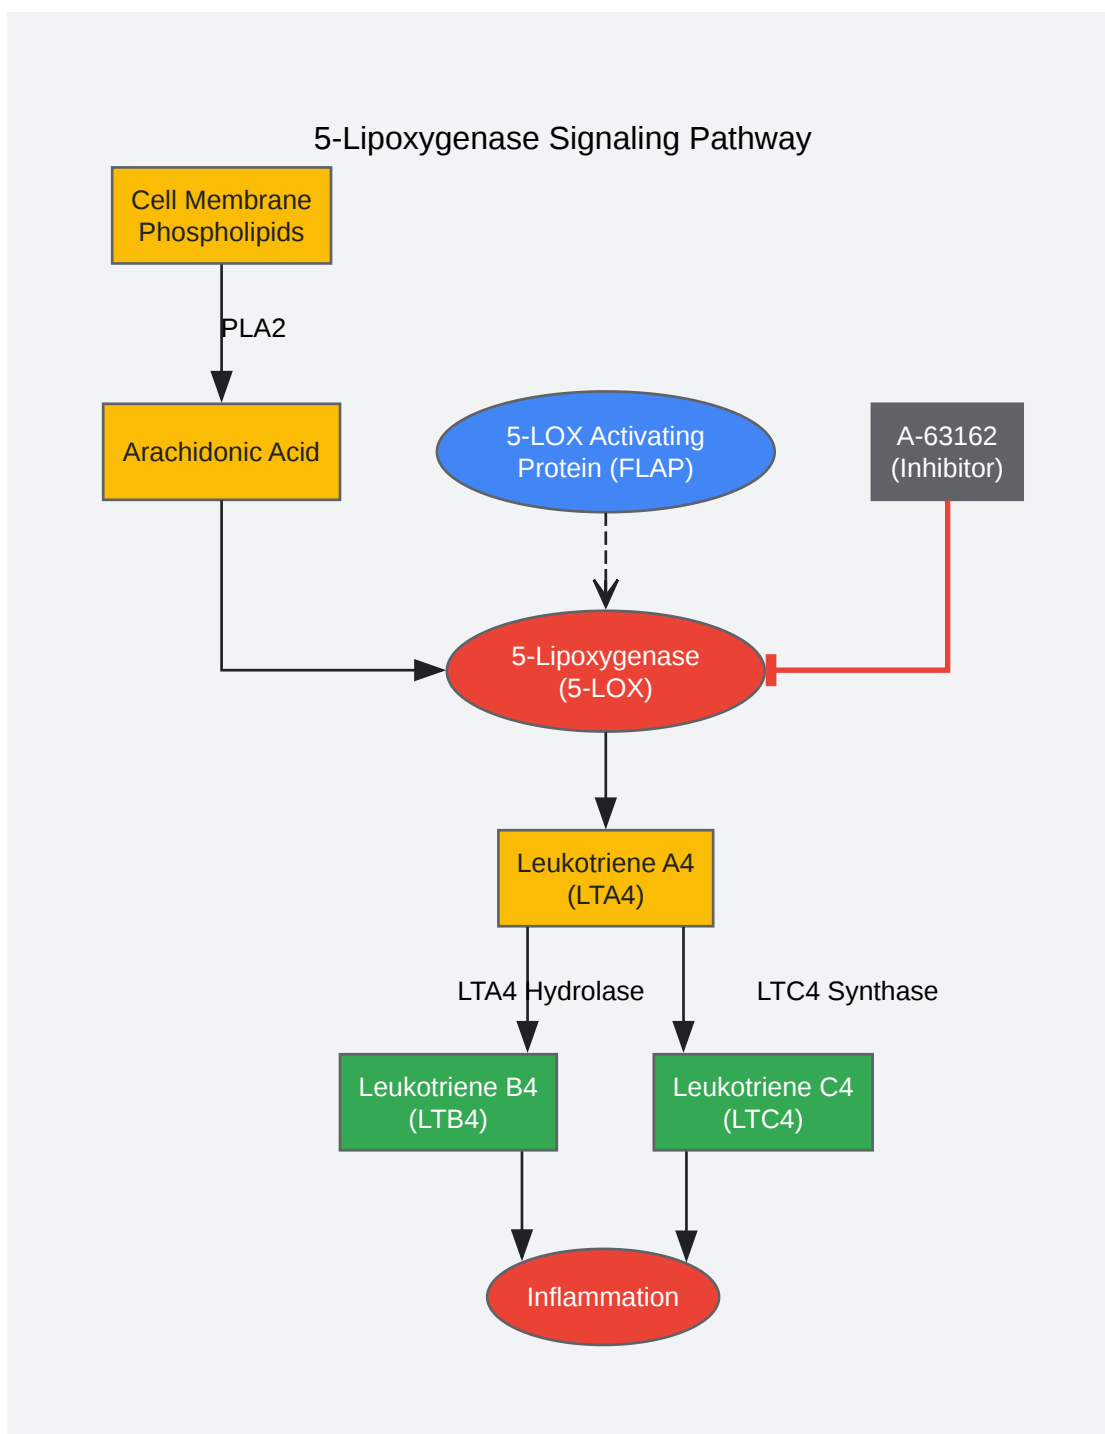 5-Lipoxygenase Signaling Pathway
Cell Membrane
Phospholipids
PLA2
Arachidonic Acid
5-LOX Activating
Protein (FLAP)
A-63162
(Inhibitor)
5-Lipoxygenase
(5-LOX)
Leukotriene A4
(LTA4)
LTA4 Hydrolase
LTC4 Synthase
Leukotriene B4
(LTB4)
Leukotriene C4
(LTC4)
Inflammation